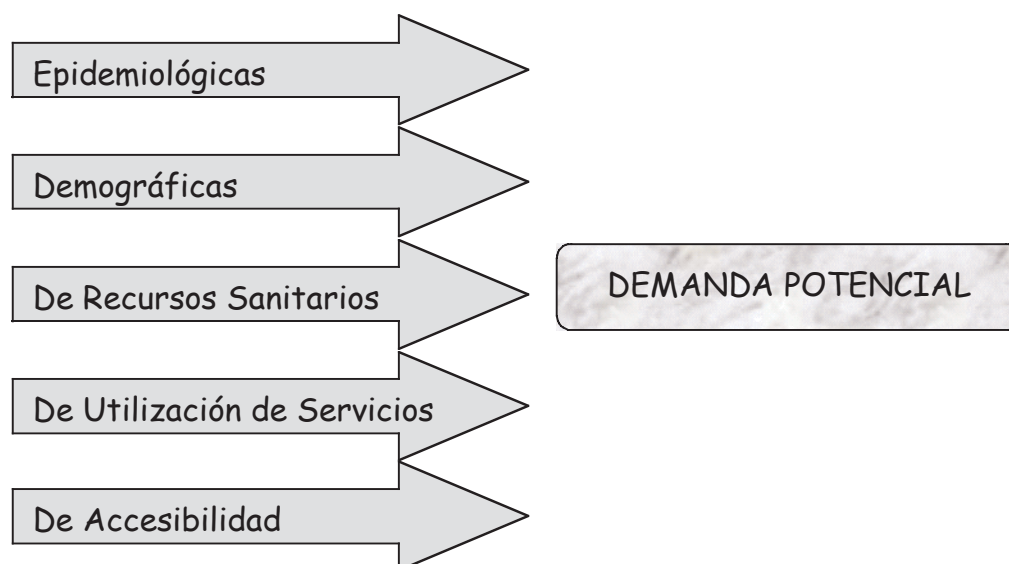 Epidemiológicas
Demográficas
De Recursos Sanitarios
DEMANDA POTENCIAL
De Utilización de Servicios
De Accesibilidad